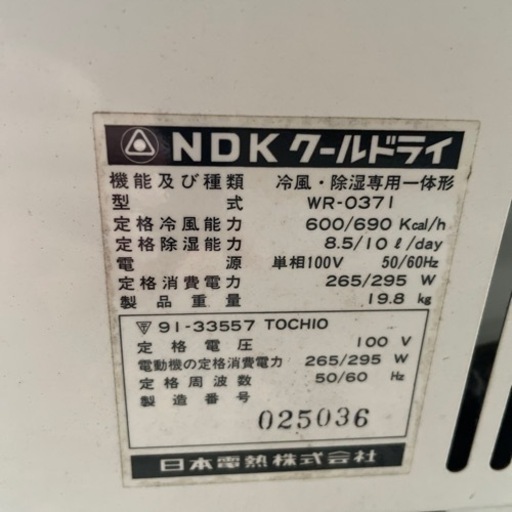 NDK クールドライ
機能及び種類 冷風・除湿専用一体形
型式 WR-0371
定格冷風能力 600/690 Kcal/h
定格除湿能力 8.5/10 ℓ/day
電源 単相100V 50/60Hz
定格消費電力 265/295 W
製品重量 19.8 kg
91-33557 TOCHIO
定格電圧 100 V
電動機の定格消費電力 265/295 W
定格周波数 50/60 Hz
製造番号 025036
日本電熱株式会社